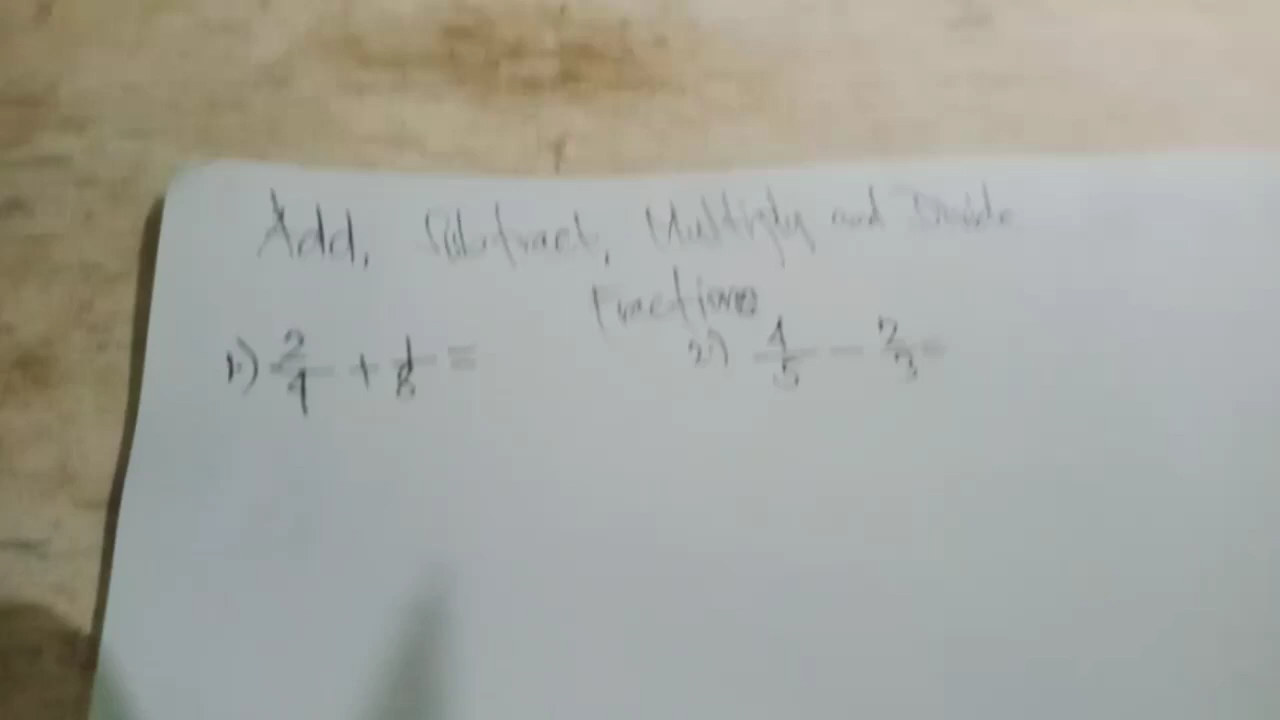 Add, Subtract, Multiply and Divide
Fractions
1.) 2/4 + 1/8 = 2.) 4/5 - 2/3 =